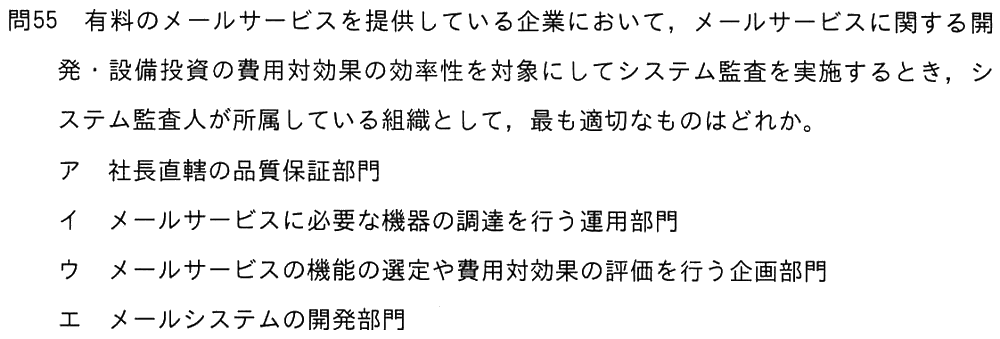 問55 有料のメールサービスを提供している企業において，メールサービスに関する開
発・設備投資の費用対効果の効率性を対象にしてシステム監査を実施するとき，シ
ステム監査人が所属している組織として，最も適切なものはどれか。
ア 社長直轄の品質保証部門
イ メールサービスに必要な機器の調達を行う運用部門
ウ メールサービスの機能の選定や費用対効果の評価を行う企画部門
エ メールシステムの開発部門